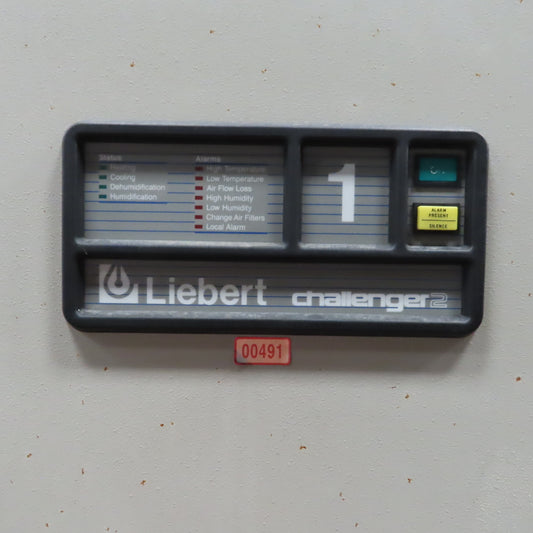 Status
Heating
Cooling
Dehumidification
Humidification
Alarms
High Temperature
Low Temperature
Air Flow Loss
High Humidity
Low Humidity
Change Air Filters
Local Alarm
1
ON
ALARM
PRESENT
SILENCE
Liebert challenger2
00491